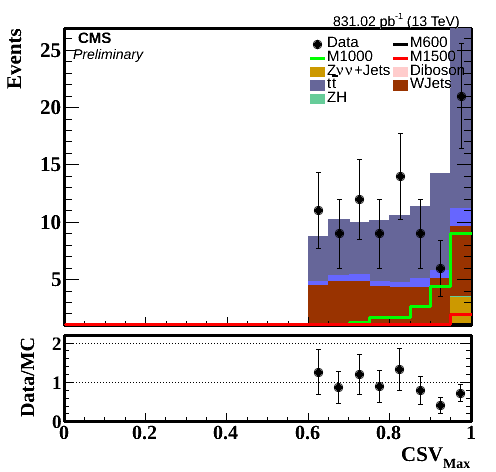 831.02 pb-1 (13 TeV)
CMS
Preliminary
Events
Data
M600
M1000
M1500
Zνν+Jets
Diboson
tt̄
WJets
ZH
25
20
15
10
5
Data/MC
2
1
0
0 0.2 0.4 0.6 0.8 1
CSVMax